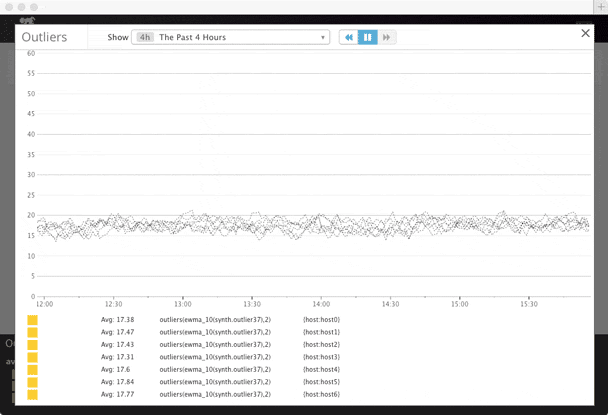 Outliers Show 4h The Past 4 Hours
60
55
50
45
40
35
30
25
20
15
10
5
0
12:00 12:30 13:00 13:30 14:00 14:30 15:00 15:30
Avg: 17.38 outliers(ewma_10(synth.outlier37),2) (host:host0)
Avg: 17.47 outliers(ewma_10(synth.outlier37),2) (host:host1)
Avg: 17.43 outliers(ewma_10(synth.outlier37),2) (host:host2)
Avg: 17.31 outliers(ewma_10(synth.outlier37),2) (host:host3)
Avg: 17.6 outliers(ewma_10(synth.outlier37),2) (host:host4)
Avg: 17.84 outliers(ewma_10(synth.outlier37),2) (host:host5)
Avg: 17.77 outliers(ewma_10(synth.outlier37),2) (host:host6)